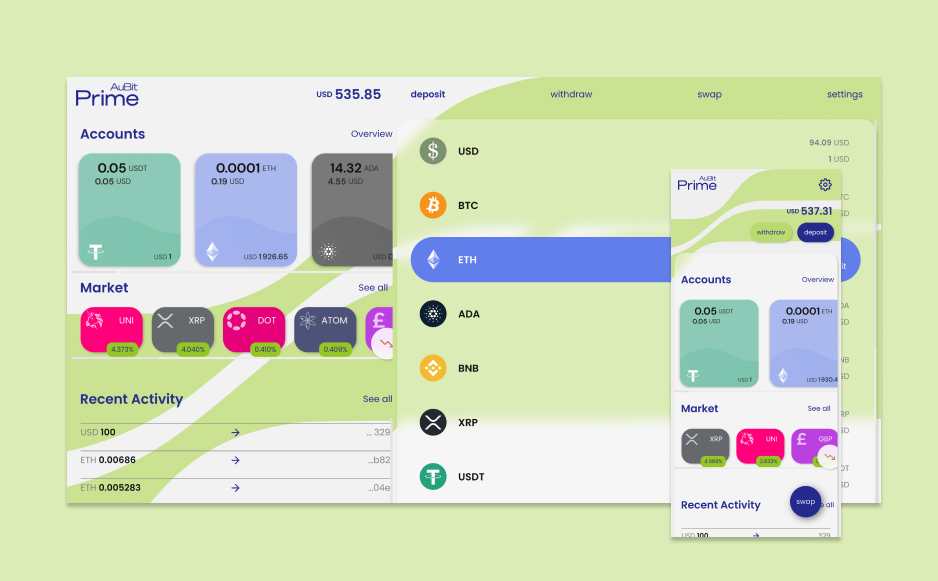 AuBit
Prime
USD 535.85
deposit
withdraw
swap
settings
Accounts
Overview
0.05 USDT
0.05 USD
USD 1
0.0001 ETH
0.19 USD
USD 1926.65
14.32 ADA
4.55 USD
USD
Market
See all
UNI
4.373%
XRP
4.040%
DOT
0.410%
ATOM
0.409%
£
Recent Activity
See all
USD 100
... 329
ETH 0.00686
...b82
ETH 0.005283
...04e
$ USD
94.09 USD
1 USD
BTC
ETH
ADA
BNB
XRP
USDT
AuBit
Prime
USD 537.31
withdraw
deposit
Accounts
Overview
0.05 USDT
0.05 USD
USD 1
0.0001 ETH
0.19 USD
USD 1930.4
Market
See all
XRP
UNI
£ GBP
Recent Activity
swap
all
USD 100
329